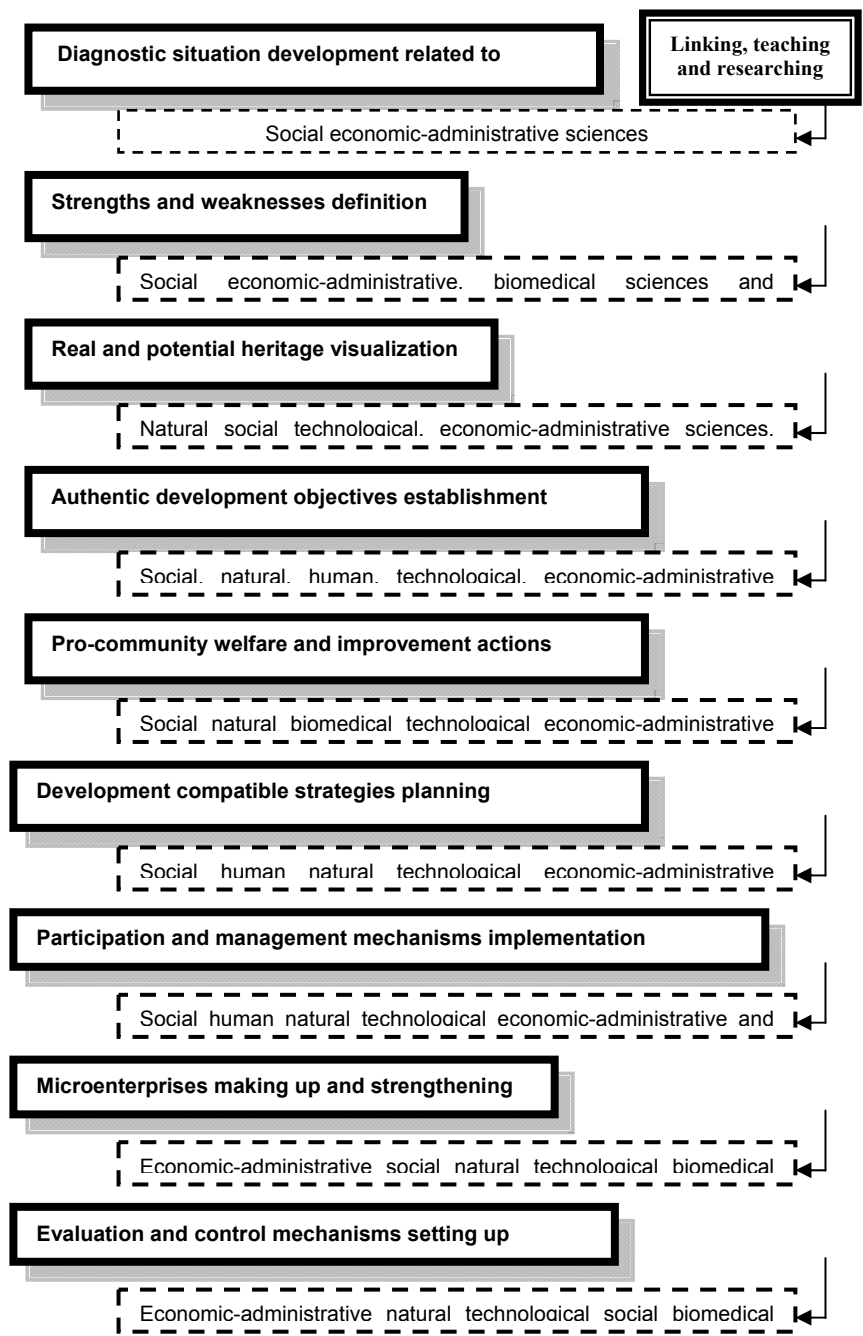 Diagnostic situation development related to
Linking, teaching
and researching
Social economic-administrative sciences
Strengths and weaknesses definition
Social economic-administrative, biomedical sciences and
Real and potential heritage visualization
Natural social technological, economic-administrative sciences,
Authentic development objectives establishment
Social, natural, human, technological, economic-administrative
Pro-community welfare and improvement actions
Social natural biomedical technological economic-administrative
Development compatible strategies planning
Social human natural technological economic-administrative
Participation and management mechanisms implementation
Social human natural technological economic-administrative and
Microenterprises making up and strengthening
Economic-administrative social natural technological biomedical
Evaluation and control mechanisms setting up
Economic-administrative natural technological social biomedical